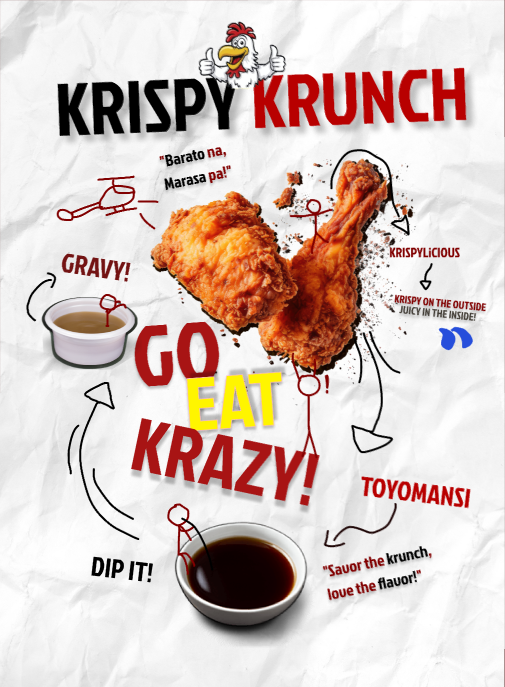 KRISPY KRUNCH
"Barato na,
Marasa pa!"
KRISPYLiCIOUS
GRAVY!
KRISPY ON THE OUTSIDE
JUICY IN THE INSIDE!
GO
EAT
!
KRAZY!
TOYOMANSI
"Savor the krunch,
love the flavor!"
DIP IT!